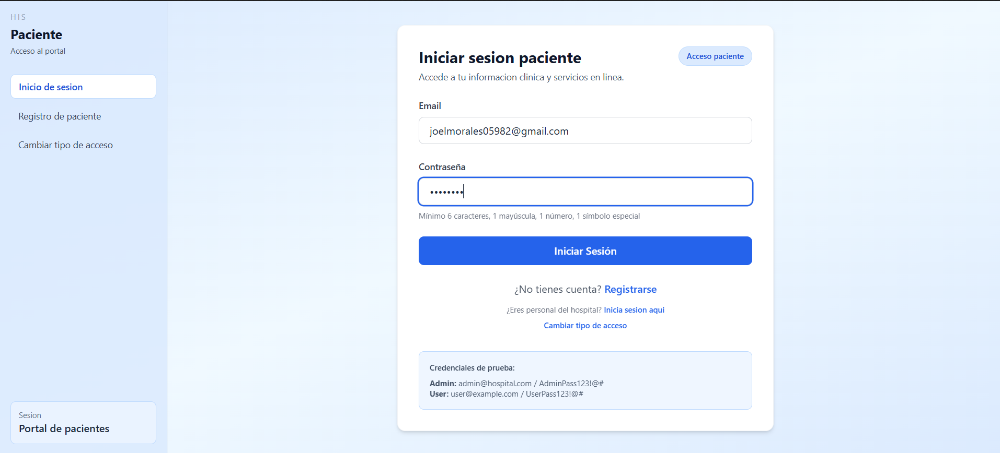 HIS
Paciente
Acceso al portal
Inicio de sesion
Registro de paciente
Cambiar tipo de acceso
Sesion
Portal de pacientes
Iniciar sesion paciente
Acceso paciente
Accede a tu informacion clinica y servicios en linea.
Email
joelmorales05982@gmail.com
Contraseña
••••••••
Mínimo 6 caracteres, 1 mayúscula, 1 número, 1 símbolo especial
Iniciar Sesión
¿No tienes cuenta? Registrarse
¿Eres personal del hospital? Inicia sesion aqui
Cambiar tipo de acceso
Credenciales de prueba:
Admin: admin@hospital.com / AdminPass123!@#
User: user@example.com / UserPass123!@#